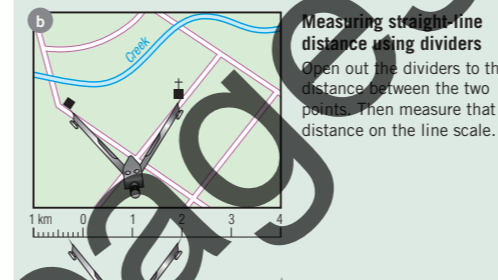 b
Creek
1 km 0 1 2 3 4
Measuring straight-line
distance using dividers
Open out the dividers to th
distance between the two
points. Then measure that
distance on the line scale.